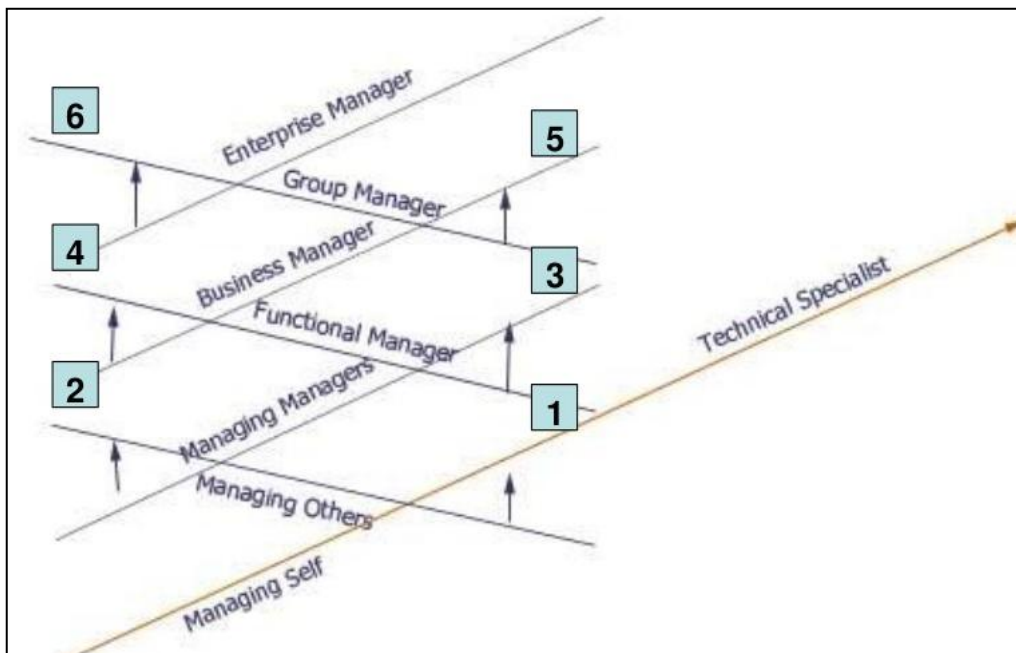 6
Enterprise Manager
5
Group Manager
4
Business Manager
3
Technical Specialist
Functional Manager
2
Managing Managers
1
Managing Others
Managing Self